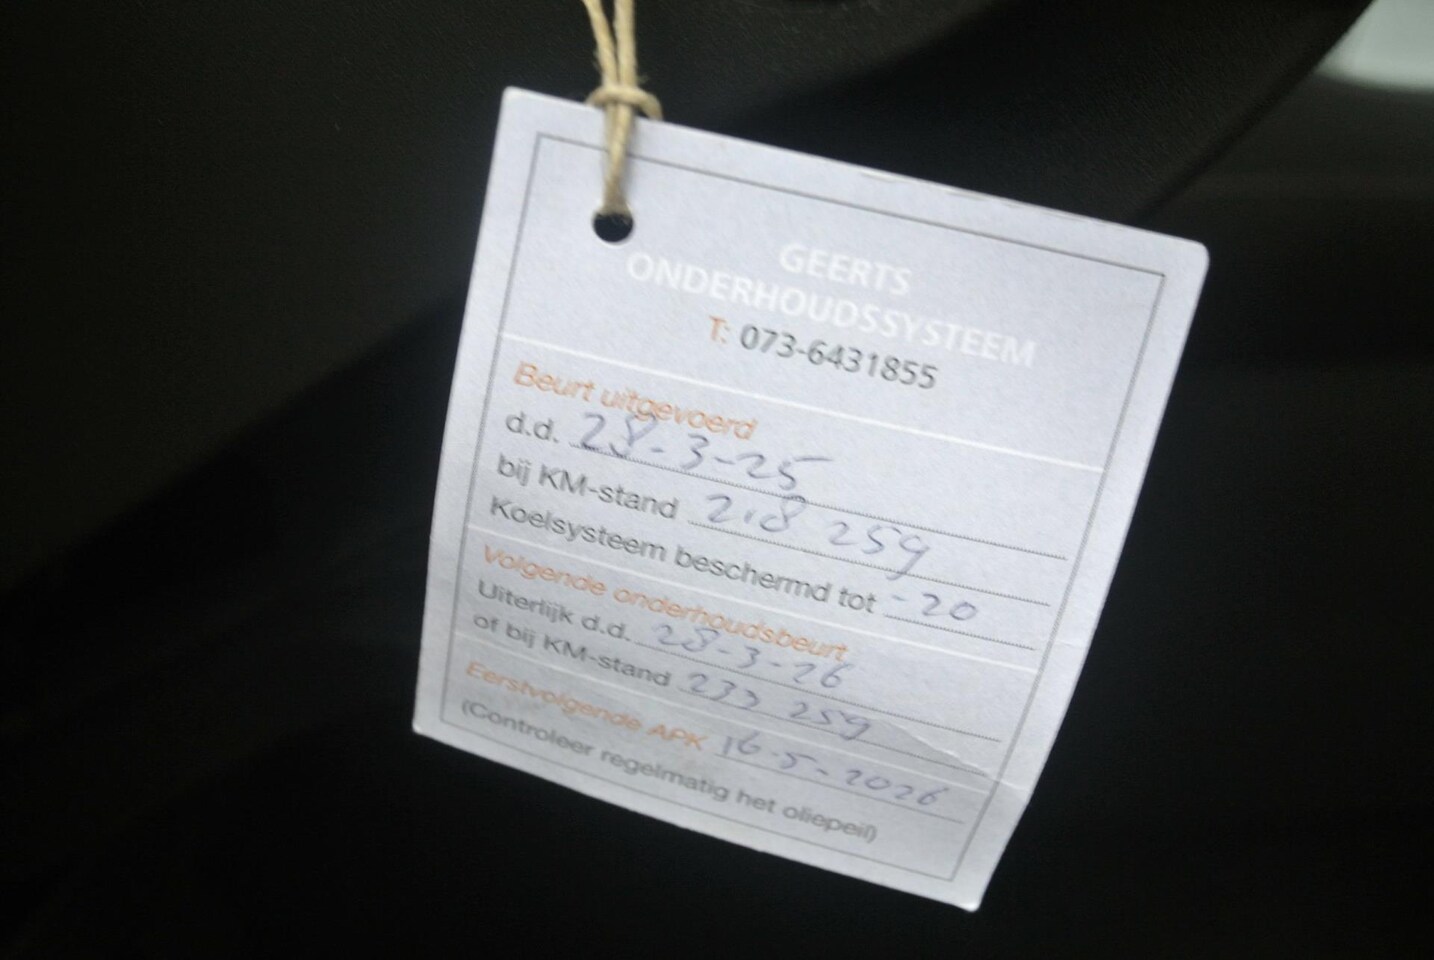 GEERTS
ONDERHOUDSSYSTEEM
T: 073-6431855
Beurt uitgevoerd
d.d. 28-3-25
bij KM-stand 218 259
Koelsysteem beschermd tot -20
Volgende onderhoudsbeurt
Uiterlijk d.d. 28-3-26
of bij KM-stand 233 259
Eerstvolgende APK 16-5-2026
(Controleer regelmatig het oliepeil)